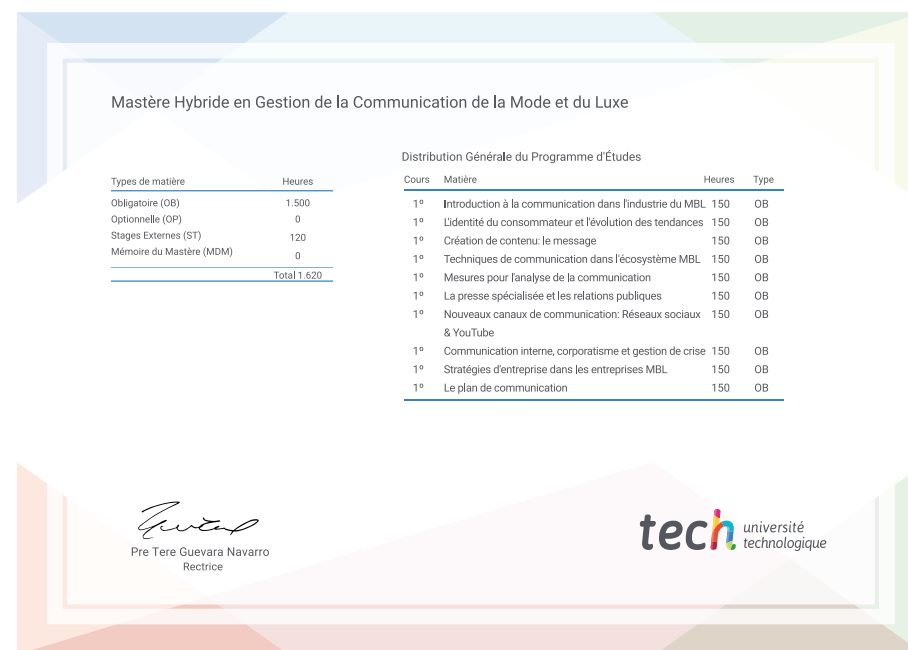 Mastère Hybride en Gestion de la Communication de la Mode et du Luxe
Types de matière Heures
Obligatoire (OB) 1.500
Optionnelle (OP) 0
Stages Externes (ST) 120
Mémoire du Mastère (MDM) 0
Total 1.620
Distribution Générale du Programme d'Études
Cours Matière Heures Type
1º Introduction à la communication dans l'industrie du MBL 150 OB
1º L'identité du consommateur et l'évolution des tendances 150 OB
1º Création de contenu: le message 150 OB
1º Techniques de communication dans l'écosystème MBL 150 OB
1º Mesures pour l'analyse de la communication 150 OB
1º La presse spécialisée et les relations publiques 150 OB
1º Nouveaux canaux de communication: Réseaux sociaux 150 OB
& YouTube
1º Communication interne, corporatisme et gestion de crise 150 OB
1º Stratégies d'entreprise dans les entreprises MBL 150 OB
1º Le plan de communication 150 OB
Pre Tere Guevara Navarro
Rectrice
tech université
technologique